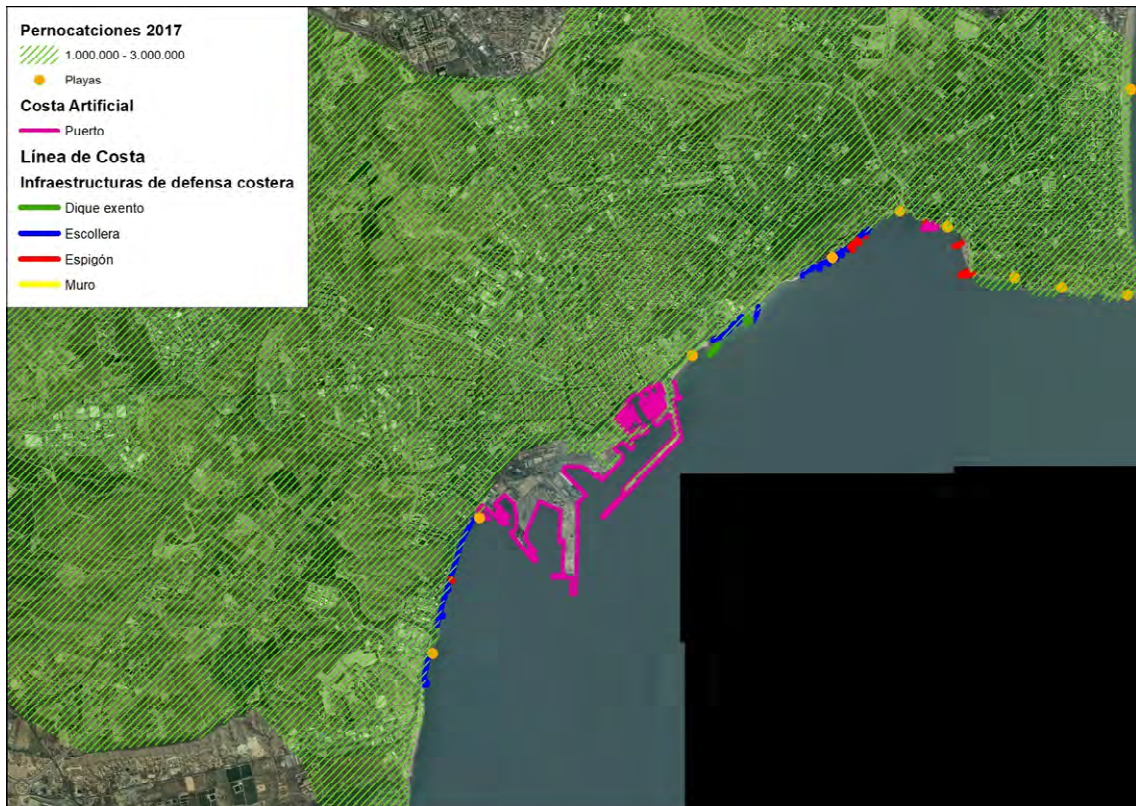 Pernocatciones 2017
1.000.000 - 3.000.000
Playas
Costa Artificial
Puerto
Línea de Costa
Infraestructuras de defensa costera
Dique exento
Escollera
Espigón
Muro